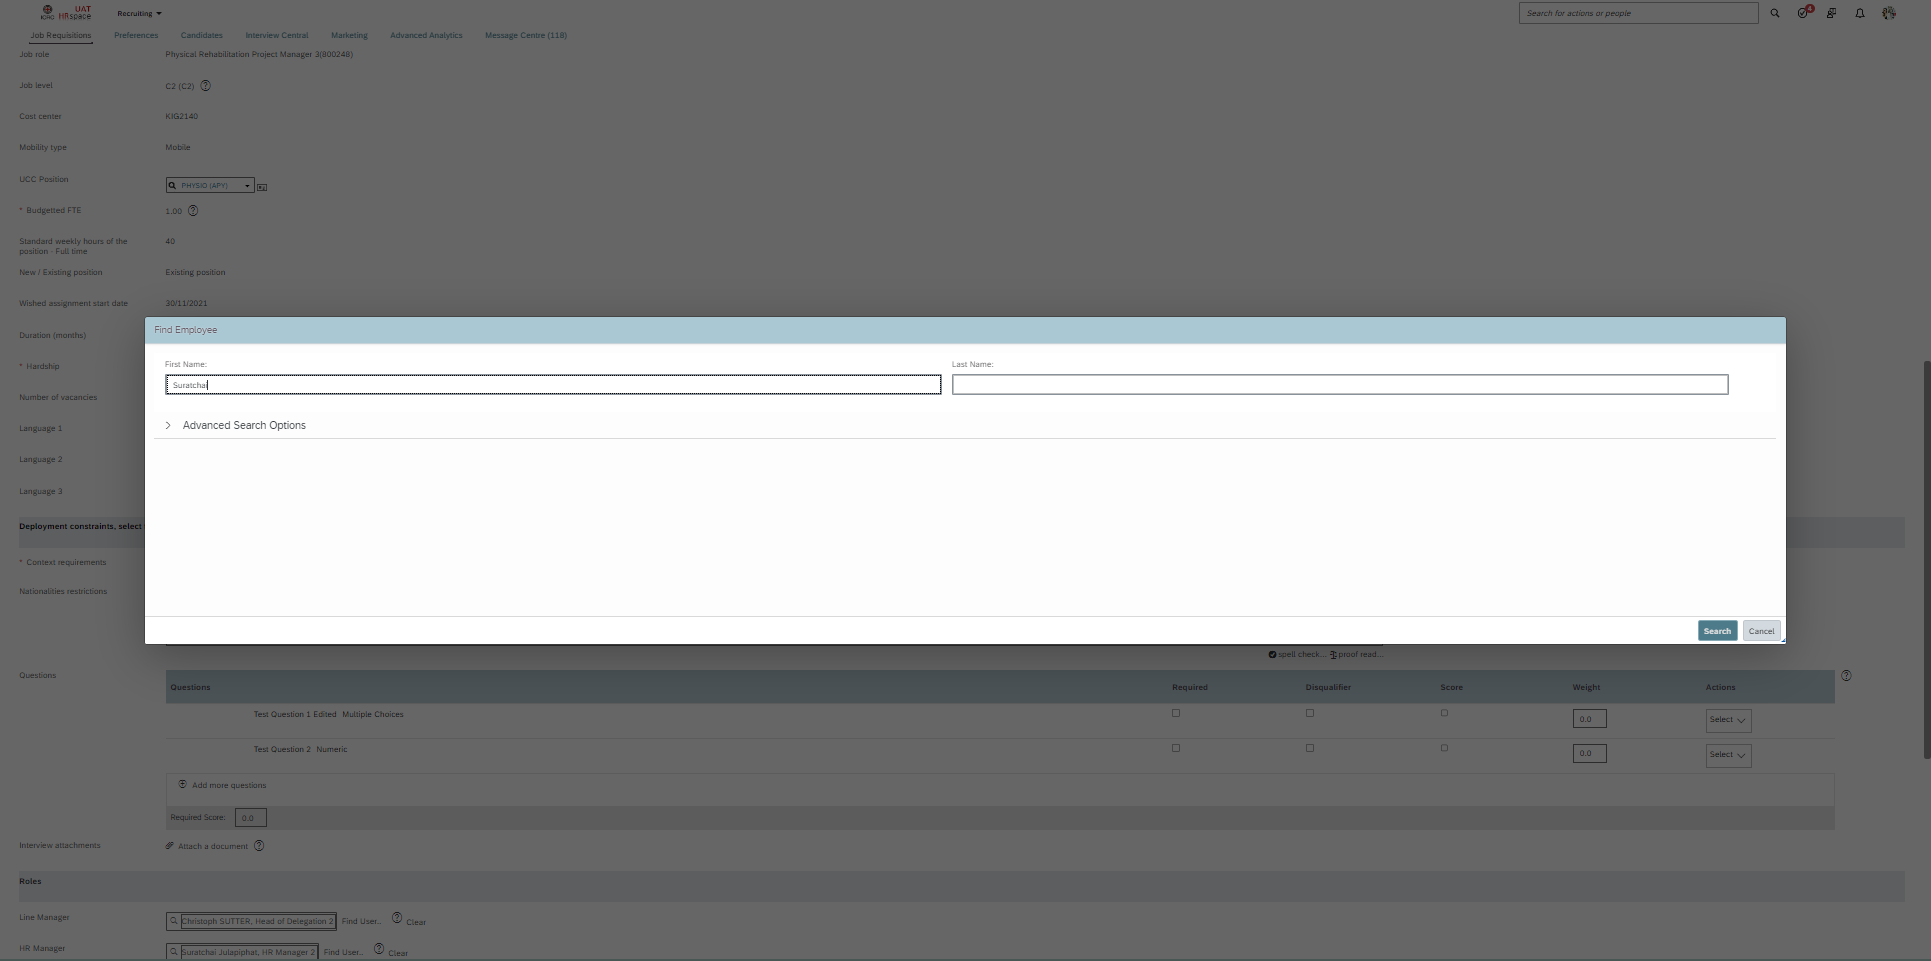 ICRC UAT HRspace
Recruiting
Search for actions or people
4
Job Requisitions Preferences Candidates Interview Central Marketing Advanced Analytics Message Centre (118)
Job role Physical Rehabilitation Project Manager 3(800248)
Job level C2 (C2)
Cost center KIG2140
Mobility type Mobile
UCC Position PHYSIO (APY)
* Budgetted FTE 1.00
Standard weekly hours of the 40
position - Full time
New / Existing position Existing position
Wished assignment start date 30/11/2021
Find Employee
Duration (months)
First Name: Last Name:
* Hardship
Suratchai
Number of vacancies
Advanced Search Options
Language 1
Language 2
Language 3
Deployment constraints, select
* Context requirements
Nationalities restrictions
Search Cancel
spell check... proof read...
Questions
Questions Required Disqualifier Score Weight Actions
Test Question 1 Edited Multiple Choices 0.0 Select
Test Question 2 Numeric 0.0 Select
Add more questions
Required Score: 0.0
Interview attachments Attach a document
Roles
Line Manager Christoph SUTTER, Head of Delegation 2 Find User... Clear
HR Manager Suratchai Julapiphat, HR Manager 2 Find User... Clear